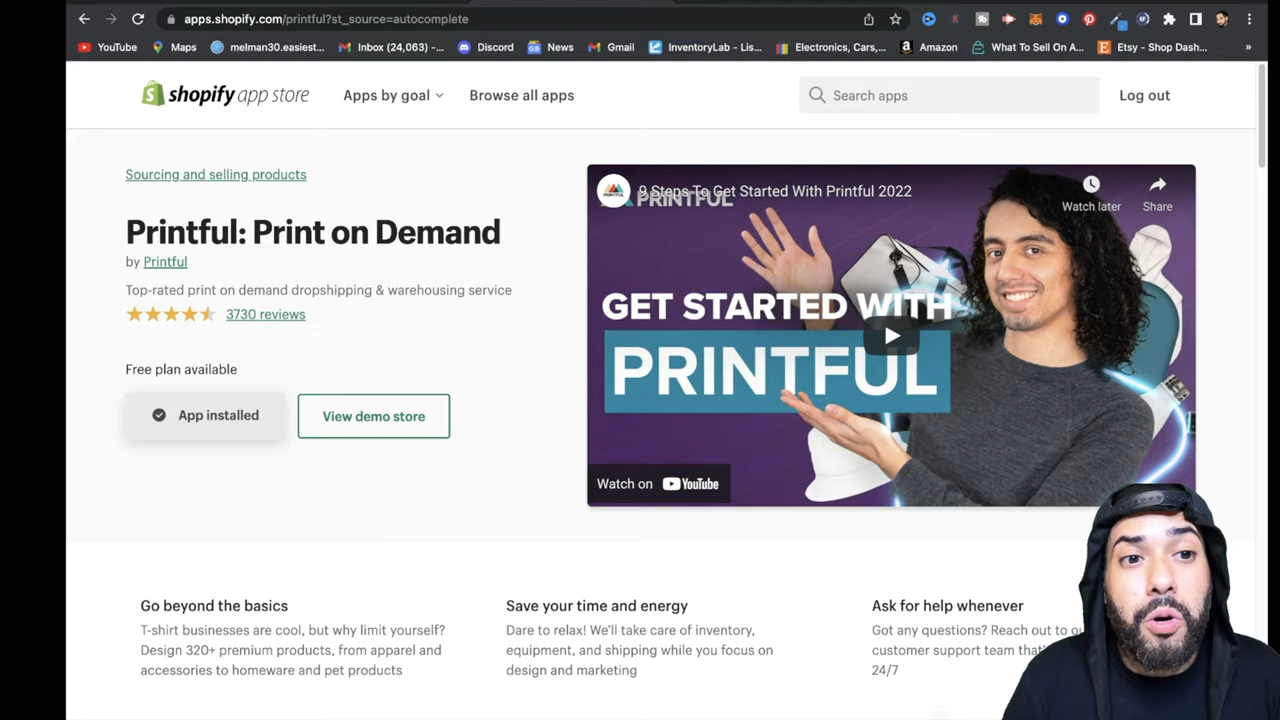 apps.shopify.com/printful?st_source=autocomplete
YouTube Maps melman30.easiest... Inbox (24,063) -... Discord News Gmail InventoryLab - Lis... Electronics, Cars,... Amazon What To Sell On A... Etsy - Shop Dash... »
shopify app store Apps by goal Browse all apps Search apps Log out
Sourcing and selling products
Printful: Print on Demand
by Printful
Top-rated print on demand dropshipping & warehousing service
3730 reviews
Free plan available
App installed View demo store
PRINTFUL
9 Steps To Get Started With Printful 2022
PRINTFUL
Watch later Share
GET STARTED WITH
PRINTFUL
Watch on YouTube
Go beyond the basics
T-shirt businesses are cool, but why limit yourself?
Design 320+ premium products, from apparel and
accessories to homeware and pet products
Save your time and energy
Dare to relax! We'll take care of inventory,
equipment, and shipping while you focus on
design and marketing
Ask for help whenever
Got any questions? Reach out to
customer support team
24/7